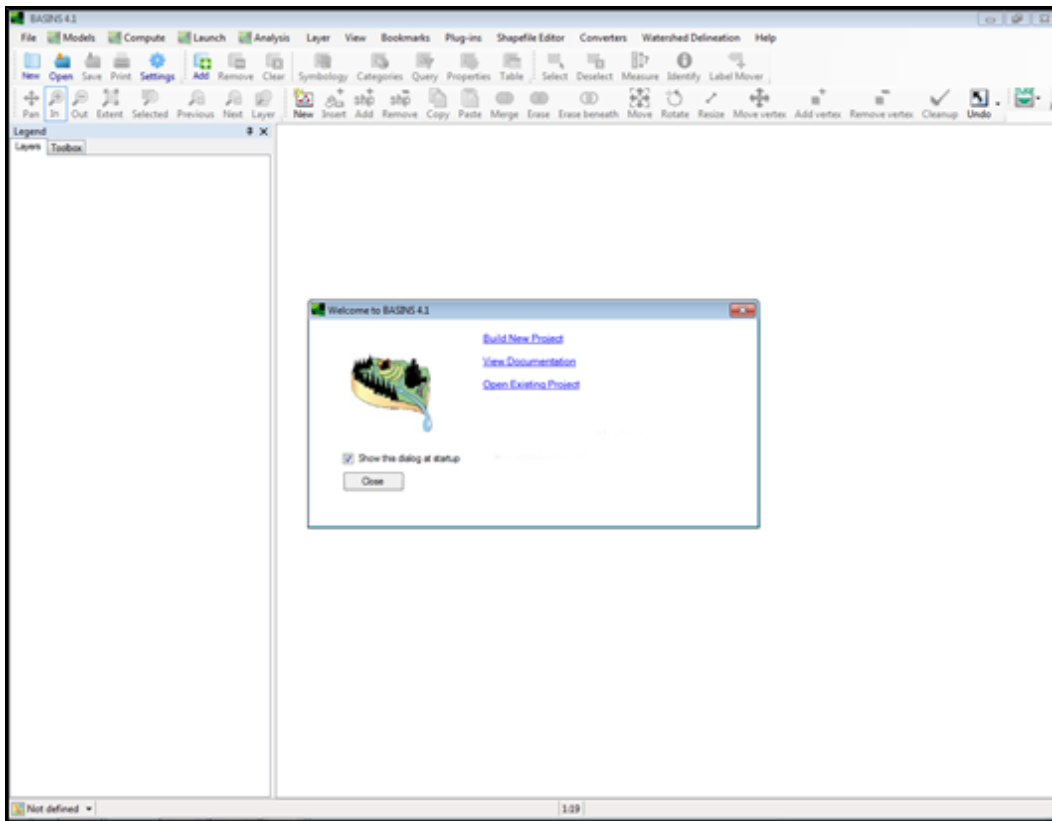 BASINS 4.1
File Models Compute Launch Analysis Layer View Bookmarks Plug-ins Shapefile Editor Converters Watershed Delineation Help
New Open Save Print Settings Add Remove Clear Symbology Categories Query Properties Table Select Deselect Measure Identify Label Mover
Pan In Out Extent Selected Previous Next Layer New Insert Add Remove Copy Paste Merge Erase Erase beneath Move Rotate Resize Move vertex Add vertex Remove vertex Cleanup Undo
Legend
Layers Toolbox
Welcome to BASINS 4.1
Build New Project
View Documentation
Open Existing Project
Show this dialog at startup
Close
Not defined 1:19